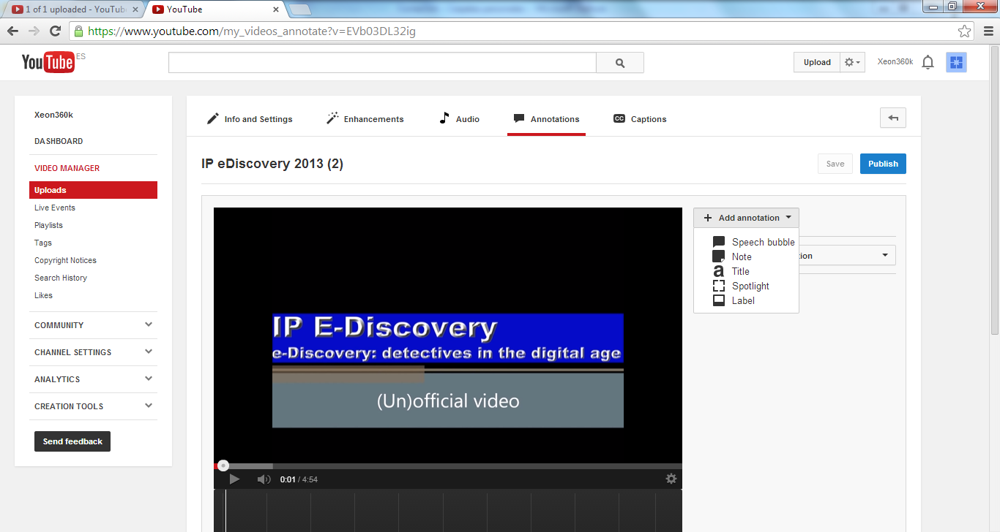 1 of 1 uploaded - YouTube
YouTube
https://www.youtube.com/my_videos_annotate?v=EVb03DL32ig
YouTube ES
Upload
Xeon360k
Xeon360k
DASHBOARD
VIDEO MANAGER
Uploads
Live Events
Playlists
Tags
Copyright Notices
Search History
Likes
COMMUNITY
CHANNEL SETTINGS
ANALYTICS
CREATION TOOLS
Send feedback
Info and Settings
Enhancements
Audio
Annotations
CC Captions
IP eDiscovery 2013 (2)
Save
Publish
IP E-Discovery
e-Discovery: detectives in the digital age
(Un)official video
0:01 / 4:54
+ Add annotation
Speech bubble
Note
a Title
Spotlight
Label
tion